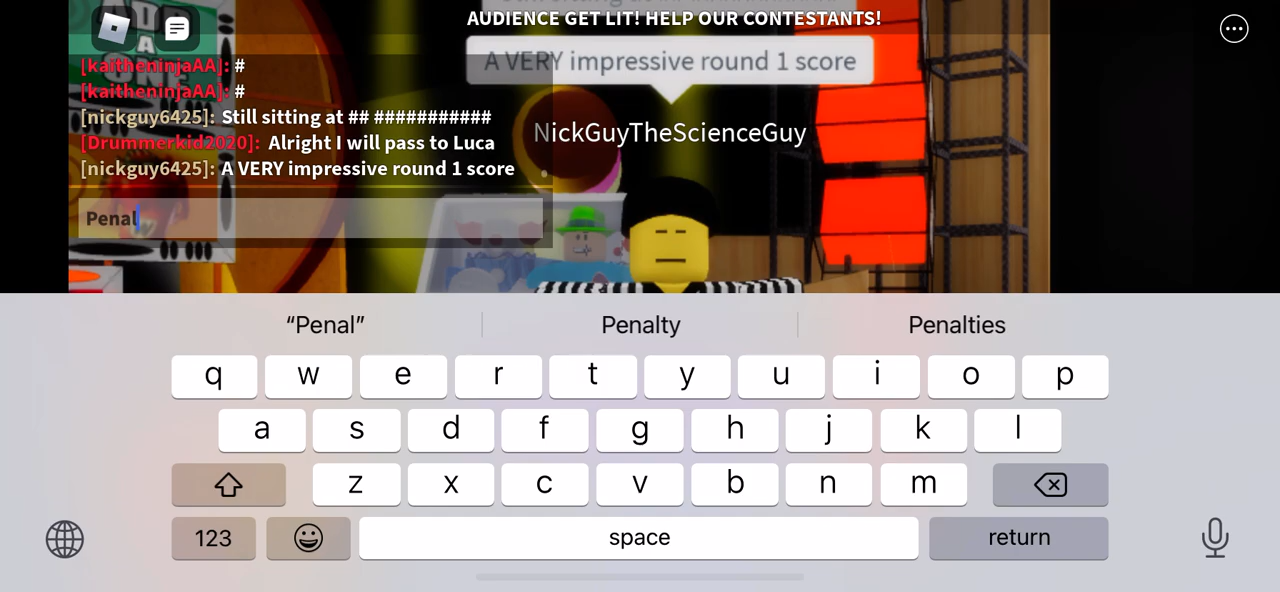 AUDIENCE GET LIT! HELP OUR CONTESTANTS!
A VERY impressive round 1 score
NickGuyTheScienceGuy
[kaitheninjaAA]: #
[kaitheninjaAA]: #
[nickguy6425]: Still sitting at ## ###########
[Drummerkid2020]: Alright I will pass to Luca
[nickguy6425]: A VERY impressive round 1 score
Penal
“Penal” Penalty Penalties
q w e r t y u i o p
a s d f g h j k l
z x c v b n m
123 space return